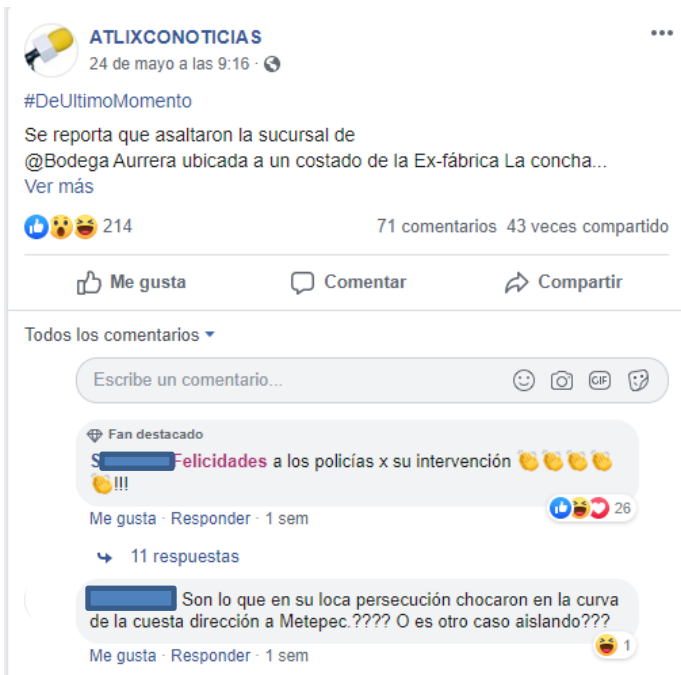 ATLIXCONOTICIAS
24 de mayo a las 9:16 ·
#DeUltimoMomento
Se reporta que asaltaron la sucursal de
@Bodega Aurrera ubicada a un costado de la Ex-fábrica La concha...
Ver más
214
71 comentarios 43 veces compartido
Me gusta
Comentar
Compartir
Todos los comentarios
Escribe un comentario...
GIF
Fan destacado
S Felicidades a los policías x su intervención 👏👏👏👏
👏!!!
26
Me gusta · Responder · 1 sem
11 respuestas
Son lo que en su loca persecución chocaron en la curva
de la cuesta dirección a Metepec.???? O es otro caso aislando???
1
Me gusta · Responder · 1 sem